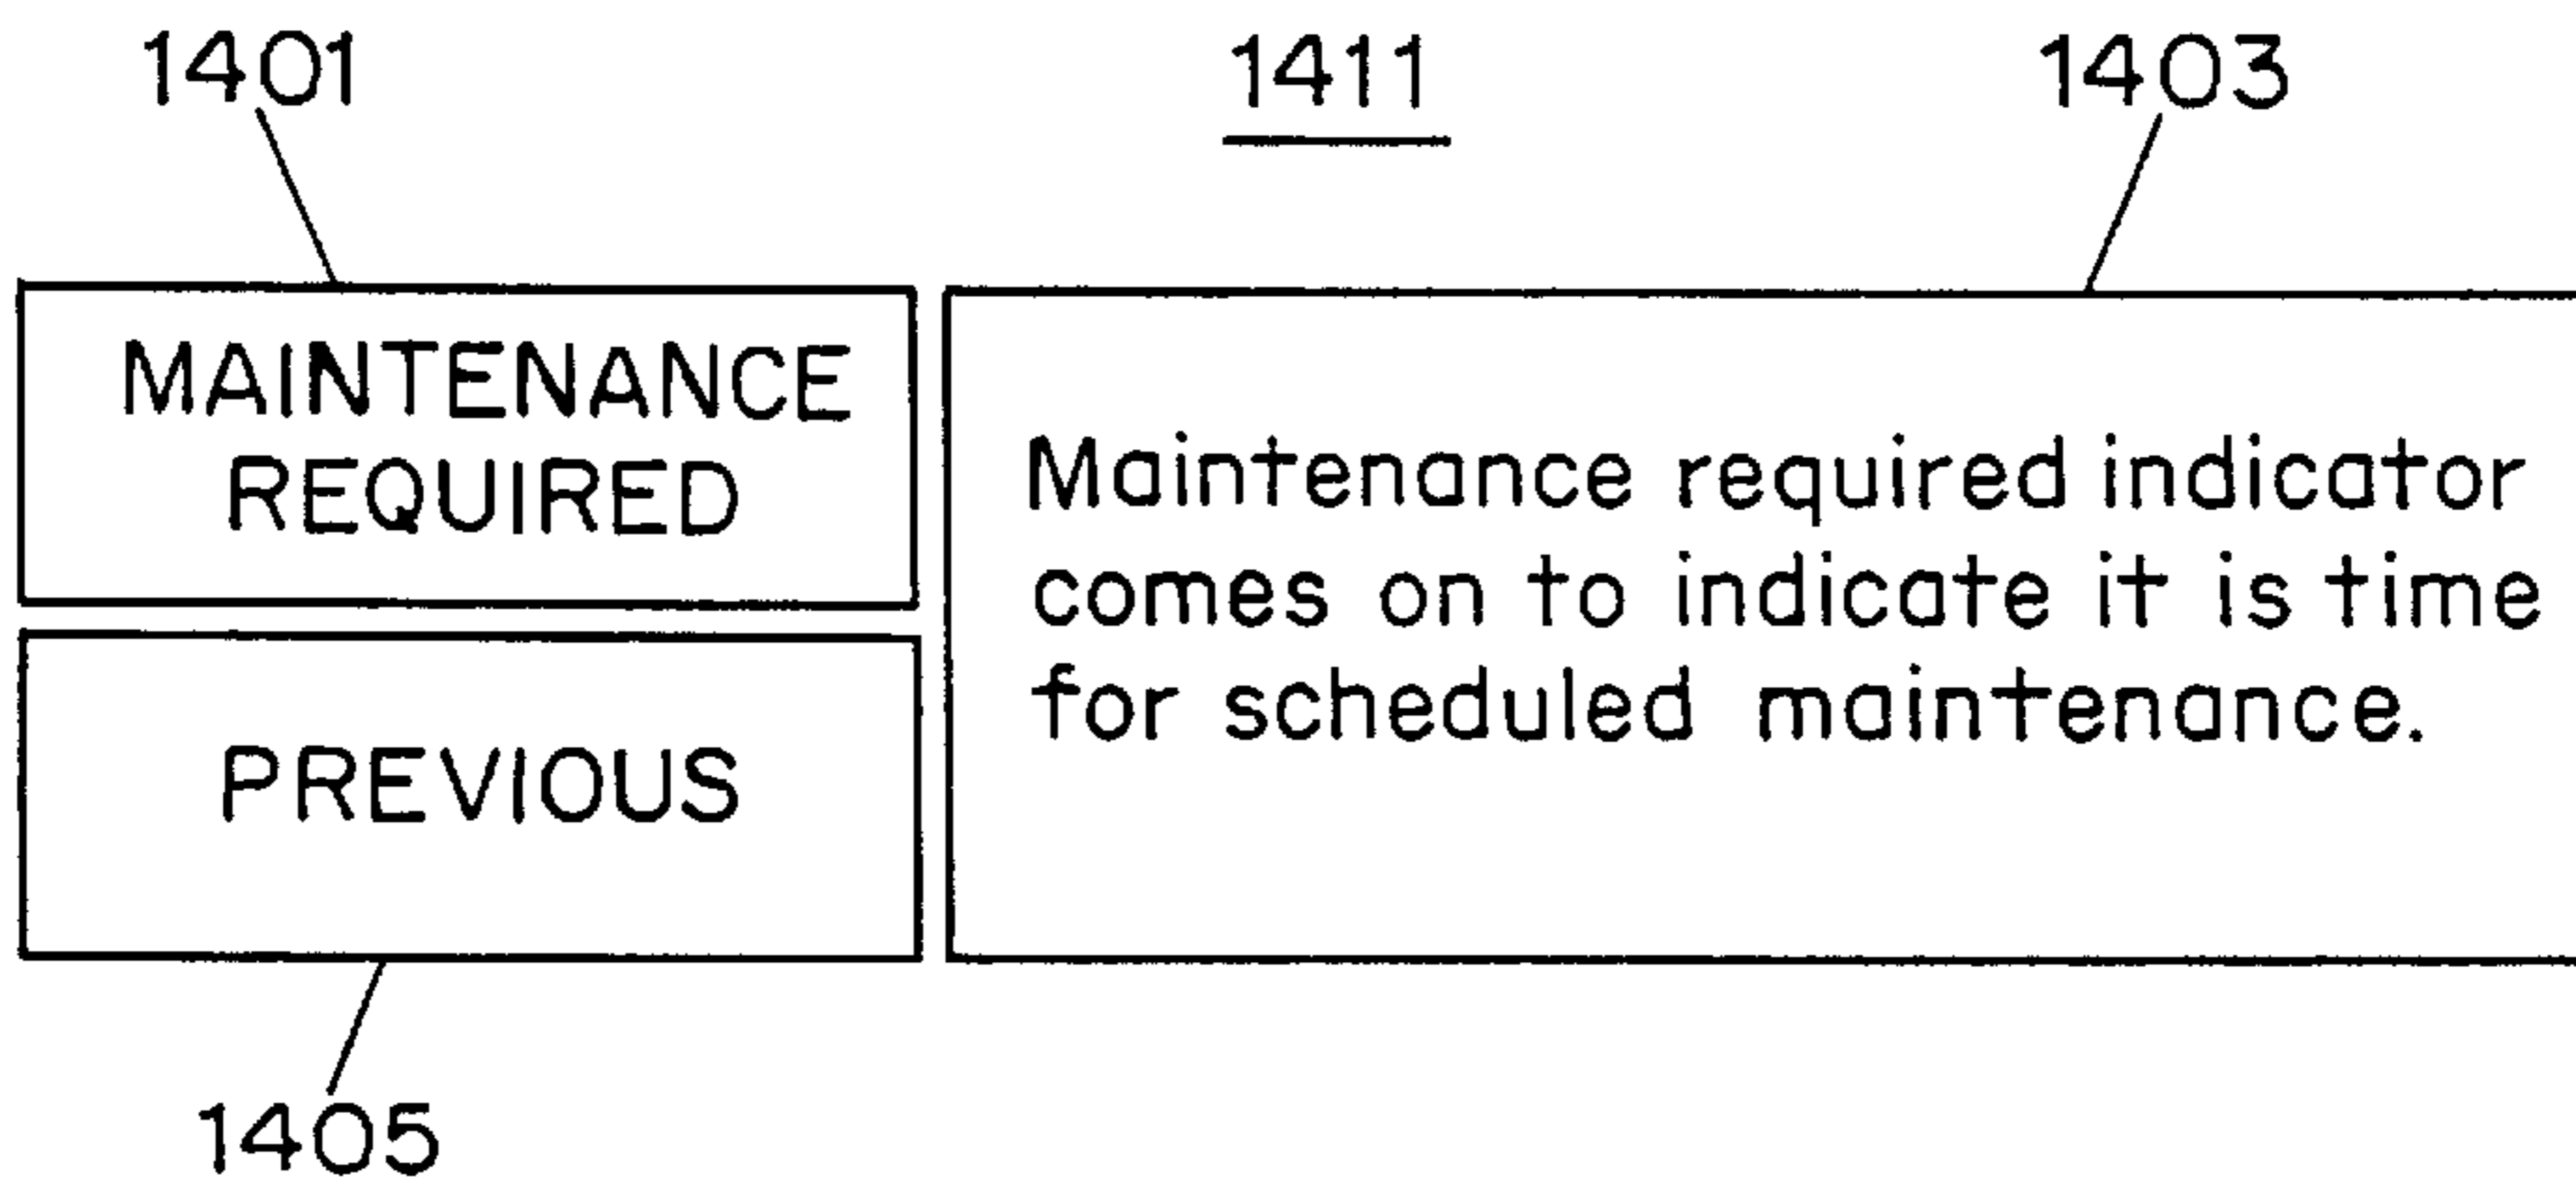 1401
1411
1403
MAINTENANCE
REQUIRED
Maintenance required indicator
comes on to indicate it is time
for scheduled maintenance.
PREVIOUS
1405